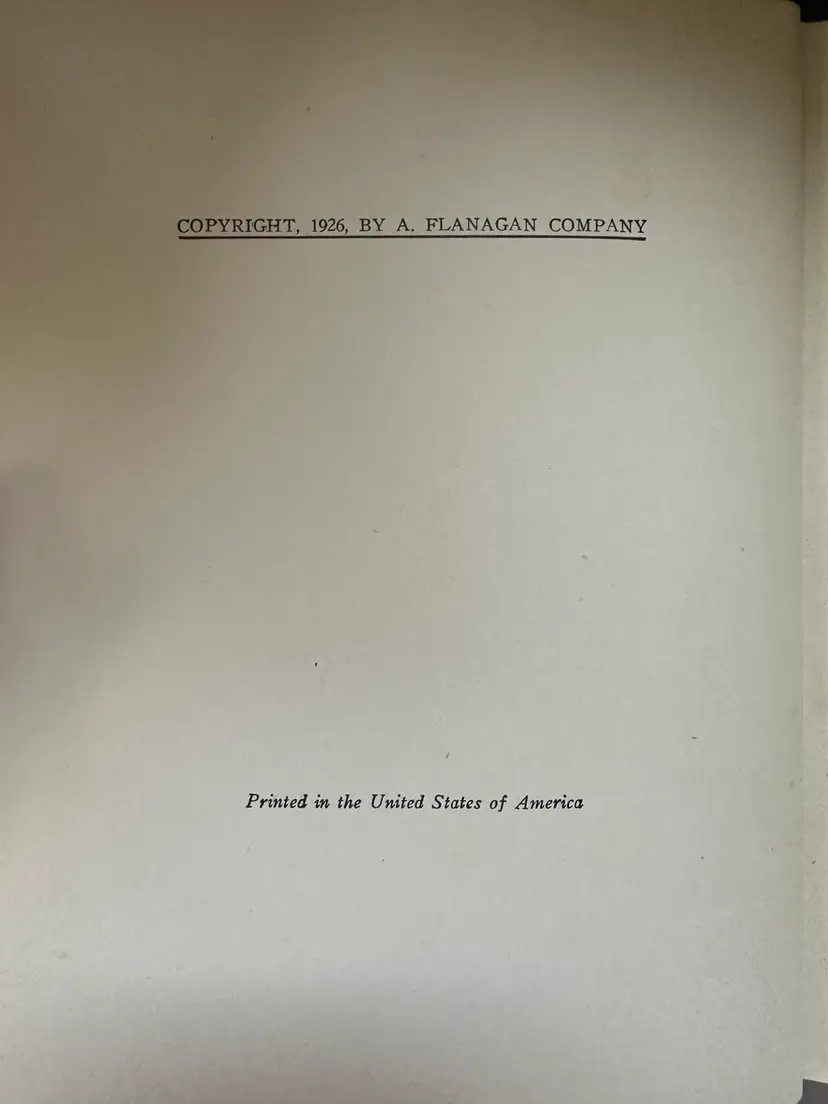 COPYRIGHT, 1926, BY A. FLANAGAN COMPANY
Printed in the United States of America